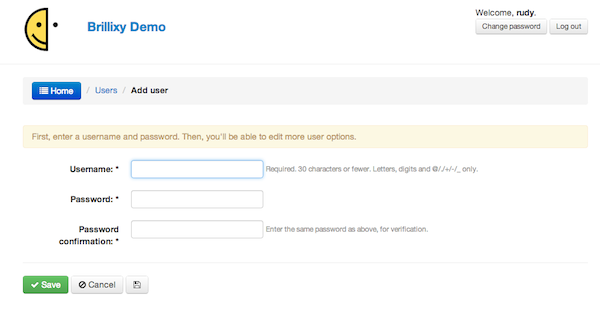 Welcome, rudy.
Brillixy Demo
Change password Log out
Home / Users / Add user
First, enter a username and password. Then, you'll be able to edit more user options.
Username: * Required. 30 characters or fewer. Letters, digits and @/./+/-/_ only.
Password: *
Password Enter the same password as above, for verification.
confirmation: *
Save Cancel